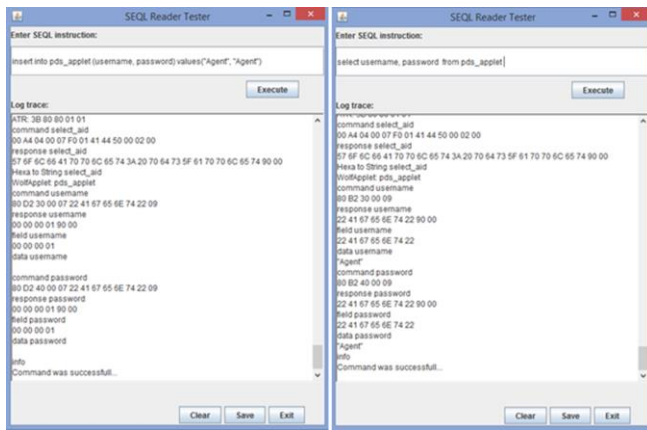 SEQL Reader Tester
Enter SEQL instruction:
insert into pds_applet (username, password) values("Agent", "Agent")
Execute
Log trace:
ATR: 3B 80 80 01 01
command select_aid
00 A4 04 00 07 F0 01 41 44 50 00 02 00
response select_aid
57 6F 6C 66 41 70 70 6C 65 74 3A 20 70 64 73 5F 61 70 70 6C 65 74 90 00
Hexa to String select_aid
WolfApplet: pds_applet
command username
80 D2 30 00 07 22 41 67 65 6E 74 22 09
response username
00 00 00 01 90 00
field username
00 00 00 01
data username
command password
80 D2 40 00 07 22 41 67 65 6E 74 22 09
response password
00 00 00 01 90 00
field password
00 00 00 01
data password
info
Command was successfull...
Clear Save Exit
SEQL Reader Tester
Enter SEQL instruction:
select username, password from pds_applet
Execute
Log trace:
ATR: 3B 80 80 01 01
command select_aid
00 A4 04 00 07 F0 01 41 44 50 00 02 00
response select_aid
57 6F 6C 66 41 70 70 6C 65 74 3A 20 70 64 73 5F 61 70 70 6C 65 74 90 00
Hexa to String select_aid
WolfApplet: pds_applet
command username
80 B2 30 00 09
response username
22 41 67 65 6E 74 22 90 00
field username
22 41 67 65 6E 74 22
data username
"Agent"
command password
80 B2 40 00 09
response password
22 41 67 65 6E 74 22 90 00
field password
22 41 67 65 6E 74 22
data password
"Agent"
info
Command was successfull...
Clear Save Exit